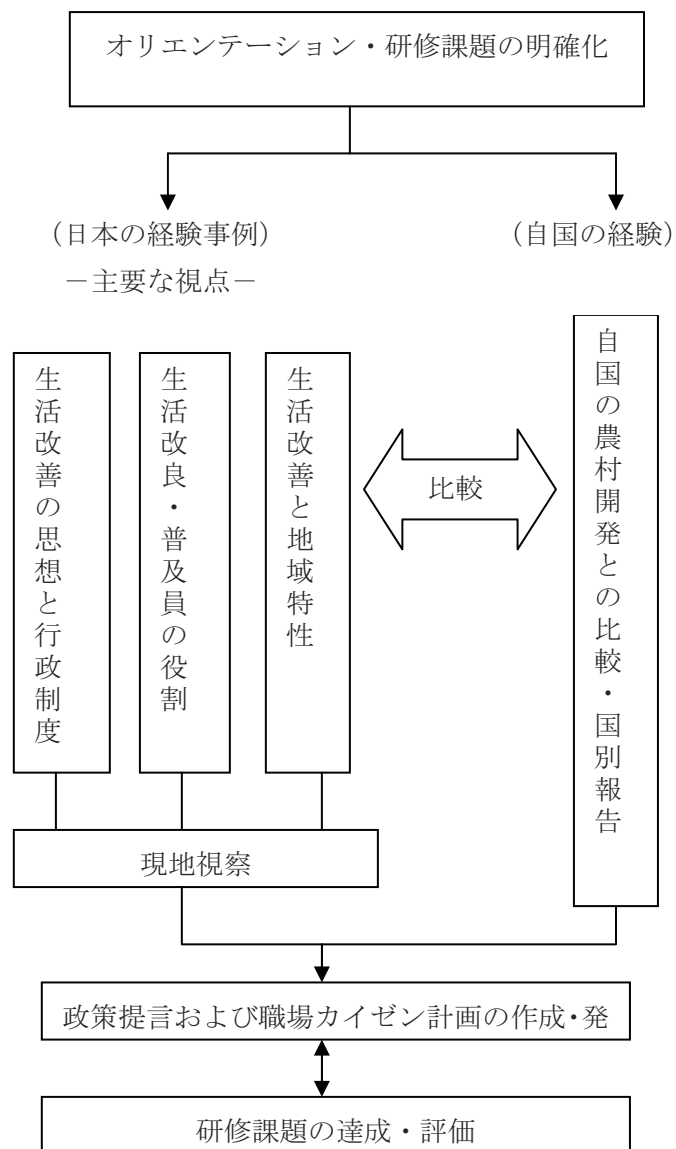 オリエンテーション・研修課題の明確化
（日本の経験事例）
（自国の経験）
－主要な視点－
生活改善の思想と行政制度
生活改良・普及員の役割
生活改善と地域特性
比較
自国の農村開発との比較・国別報告
現地視察
政策提言および職場カイゼン計画の作成・発
研修課題の達成・評価